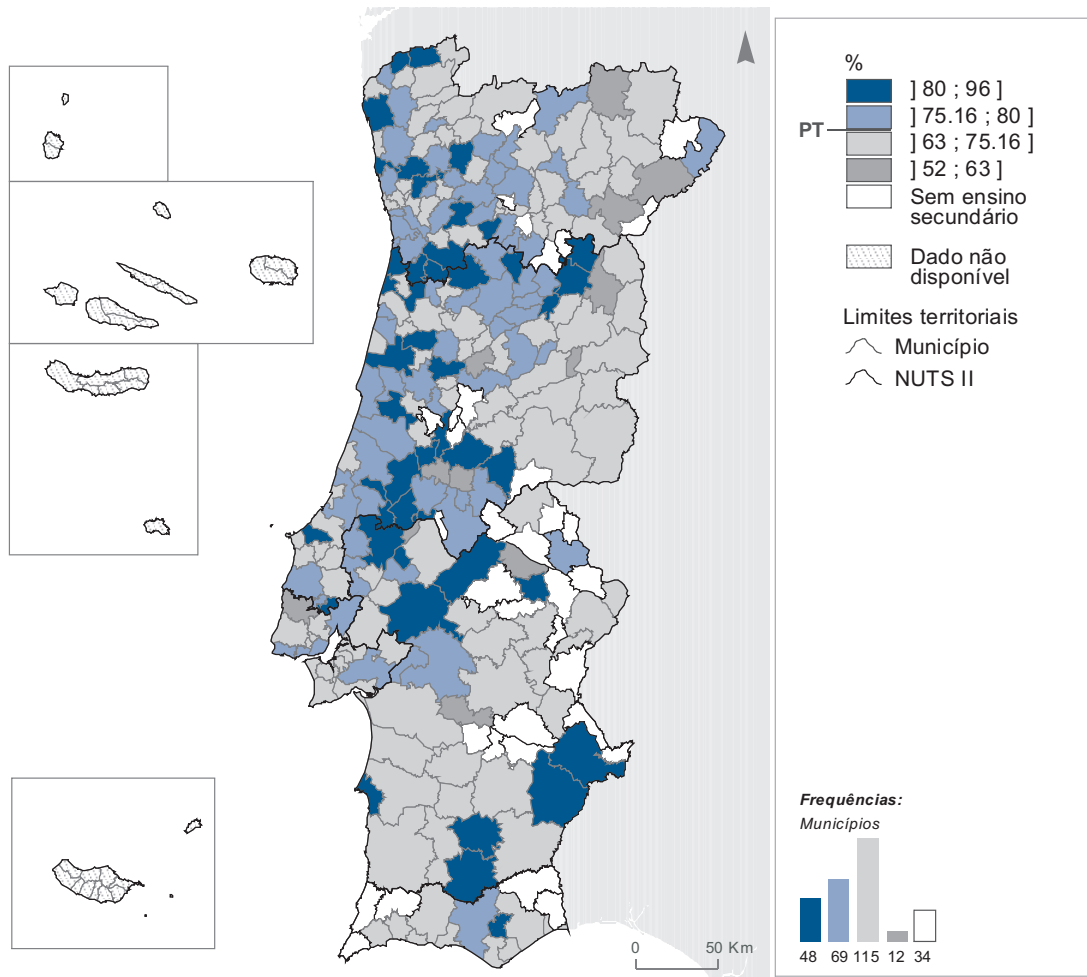 %
] 80 ; 96 ]
] 75.16 ; 80 ]
PT
] 63 ; 75.16 ]
] 52 ; 63 ]
Sem ensino
secundário
Dado não
disponível
Limites territoriais
Município
NUTS II
Frequências:
Municípios
48 69 115 12 34
0 50 Km